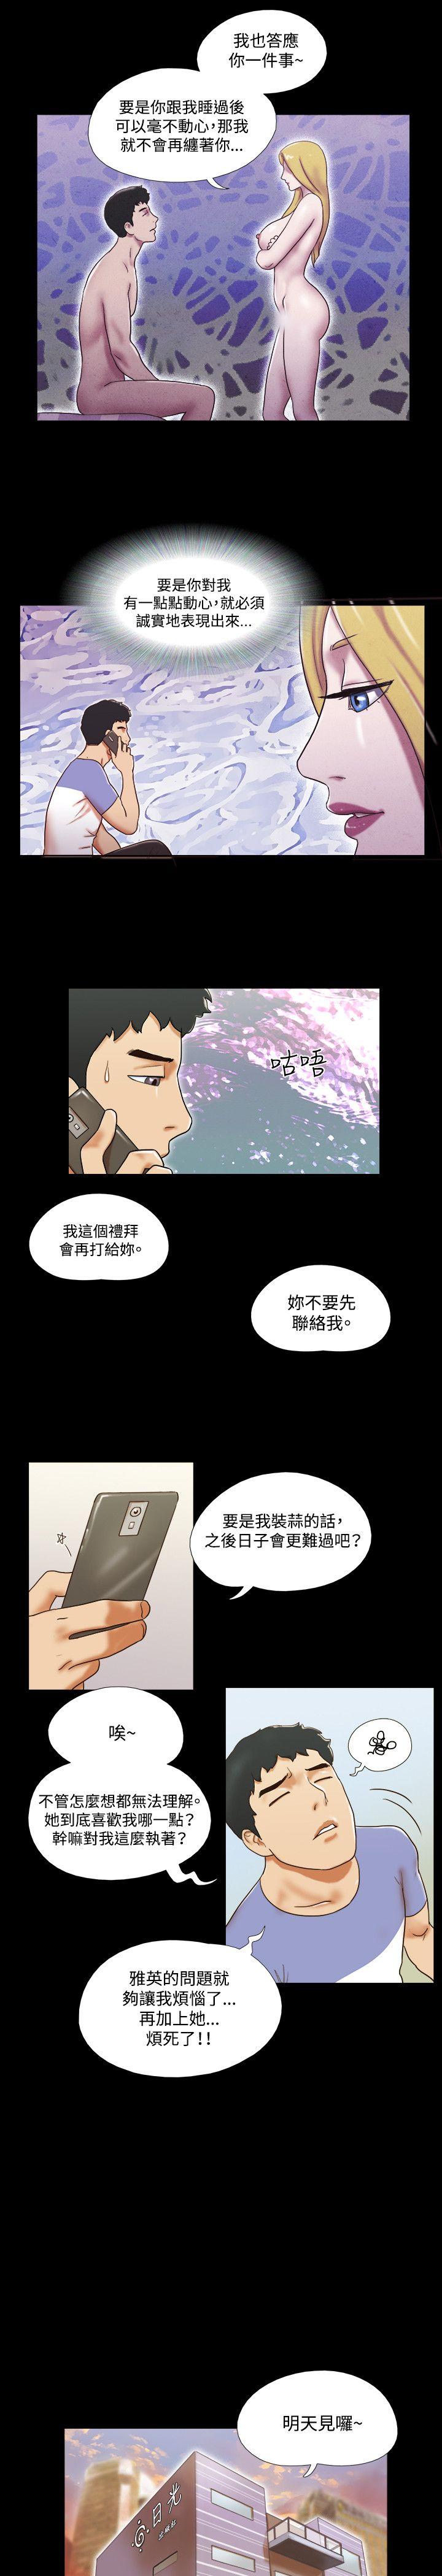 我也答應
你一件事~
要是你跟我睡過後
可以毫不動心，那我
就不會再纏著你...
要是你對我
有一點點動心，就必須
誠實地表現出來...
咕唔
我這個禮拜
會再打給妳。
妳不要先
聯絡我。
要是我裝蒜的話，
之後日子會更難過吧？
唉~
不管怎麼想都無法理解。
她到底喜歡我哪一點？
幹嘛對我這麼執著？
雅英的問題就
夠讓我煩惱了...
再加上她...
煩死了!!
明天見囉~
日光